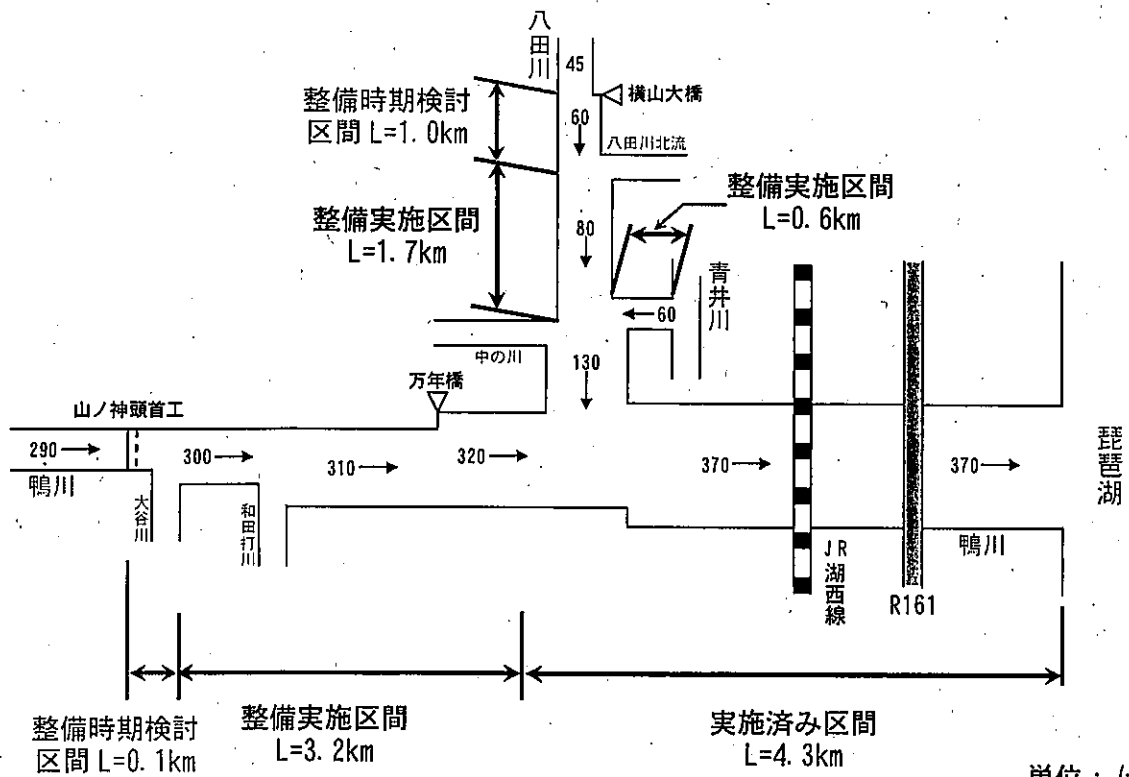 八田川
45
横山大橋
整備時期検討
区間 L=1.0km
60
八田川北流
整備実施区間
L=0.6km
整備実施区間
L=1.7km
80
青井川
60
中の川
130
万年橋
山ノ神頭首工
290
300
310
320
370
370
琵琶湖
鴨川
大谷川
和田打川
JR湖西線
鴨川
R161
整備時期検討
区間 L=0.1km
整備実施区間
L=3.2km
実施済み区間
L=4.3km
単位：